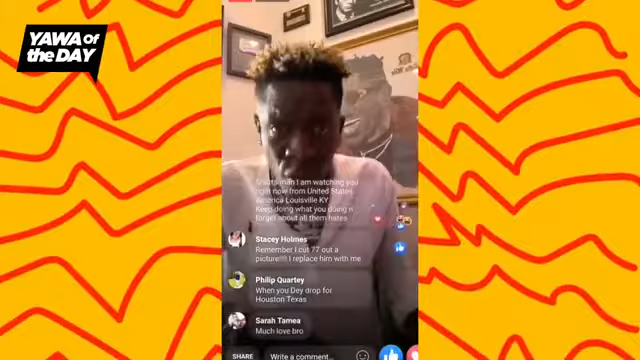 YAWA of
the DAY
Shatta man I am watching you
right now from United States
America Louisville KY
Keep doing what you doing n
forget about all them hates
Stacey Holmes
Remember I cut 77 out a
picture!!!! I replace him with me
Philip Quartey
When you Dey drop for
Houston Texas
Sarah Tamea
Much love bro
SHARE
Write a comment...